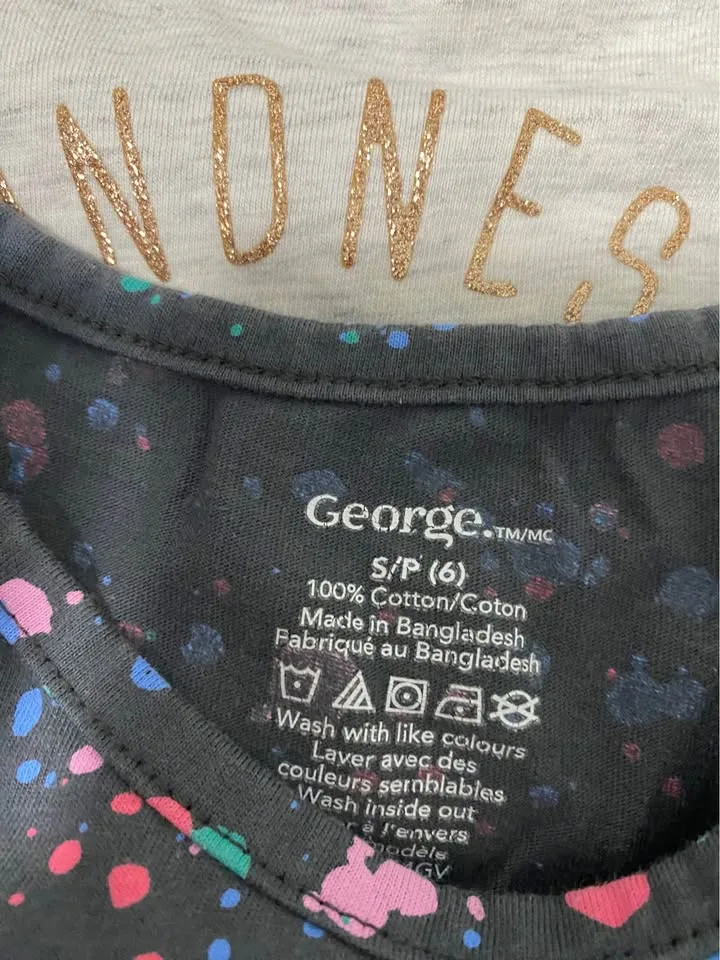 NDNES
George.TM/MC
S/P (6)
100% Cotton/Coton
Made in Bangladesh
Fabriqué au Bangladesh
Wash with like colours
Laver avec des
couleurs semblables
Wash inside out
à l'envers
modèle